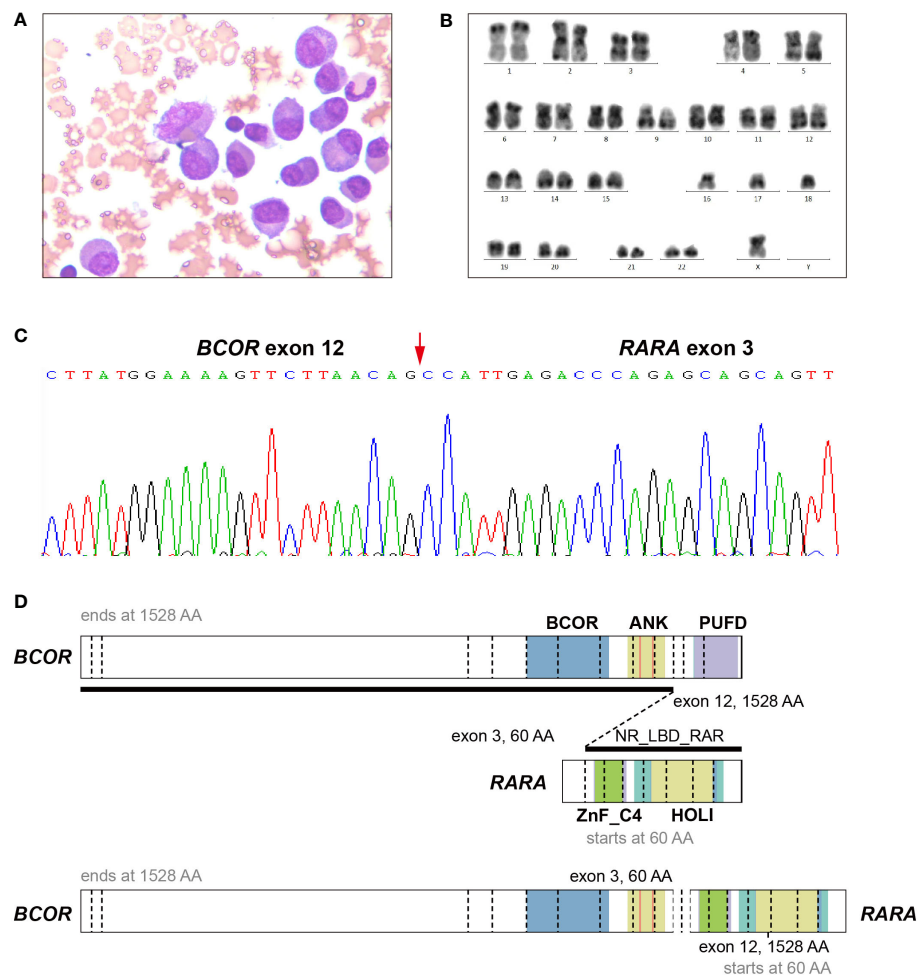 A
B
1 2 3 4 5
6 7 8 9 10 11 12
13 14 15 16 17 18
19 20 21 22 X Y
C
BCOR exon 12 RARA exon 3
C T T A T G G A A A A G T T C T T A A C A G C C A T T G A G A C C C A G A G C A G C A G T T
D
ends at 1528 AA
BCOR ANK PUFD
BCOR
exon 12, 1528 AA
exon 3, 60 AA NR_LBD_RAR
RARA
ZnF_C4 HOLI
starts at 60 AA
ends at 1528 AA exon 3, 60 AA
BCOR RARA
exon 12, 1528 AA
starts at 60 AA